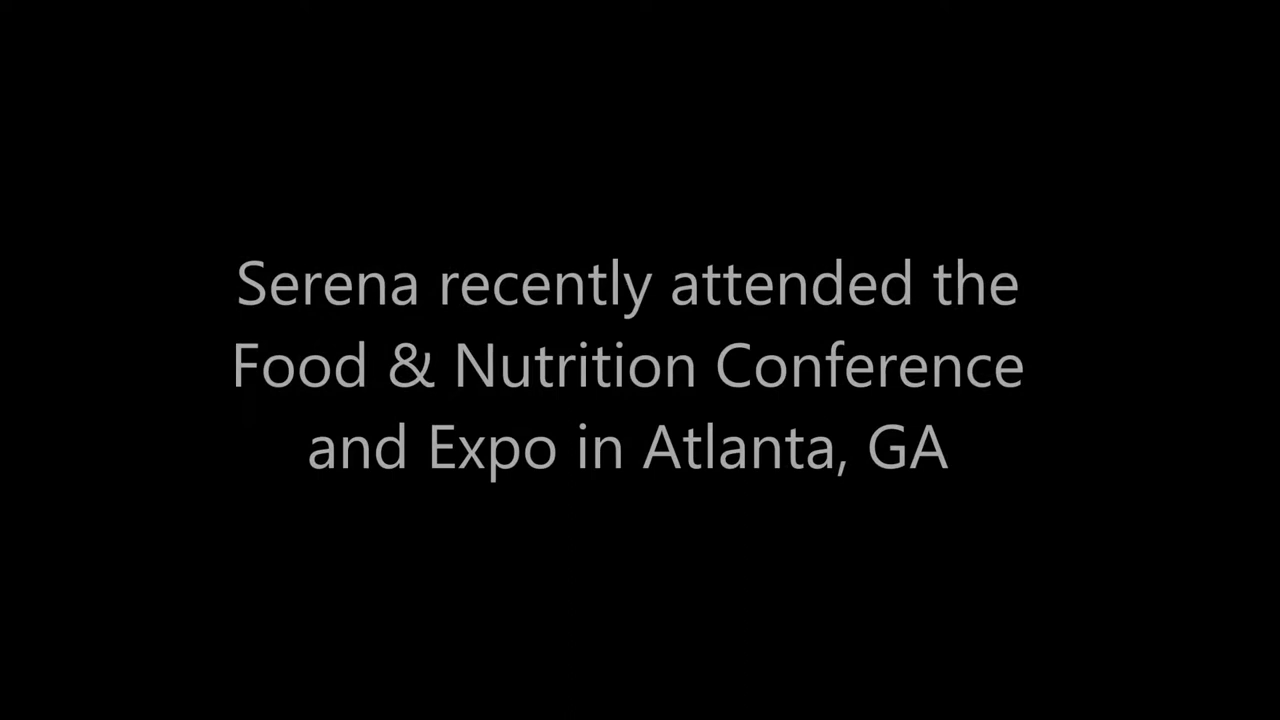 Serena recently attended the
Food & Nutrition Conference
and Expo in Atlanta, GA